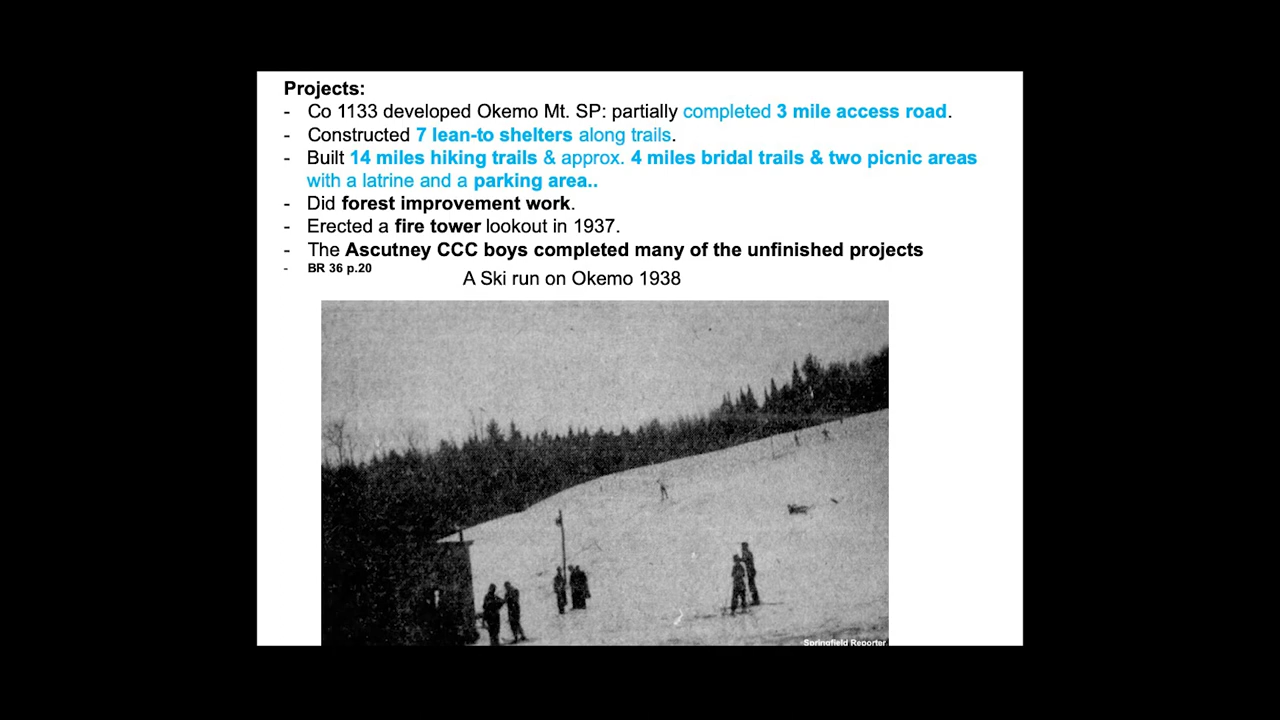 Projects:
- Co 1133 developed Okemo Mt. SP: partially completed 3 mile access road.
- Constructed 7 lean-to shelters along trails.
- Built 14 miles hiking trails & approx. 4 miles bridal trails & two picnic areas
with a latrine and a parking area..
- Did forest improvement work.
- Erected a fire tower lookout in 1937.
- The Ascutney CCC boys completed many of the unfinished projects
- BR 36 p.20
A Ski run on Okemo 1938
Springfield Reporter